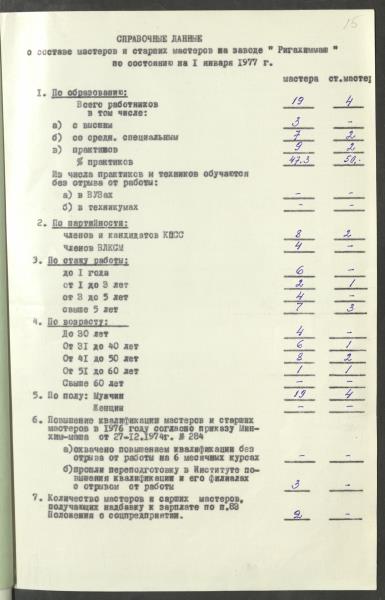 15
СПРАВОЧНЫЕ ДАННЫЕ
о составе мастеров и старших мастеров на заводе " Ригахиммаш "
по состоянию на I января 1977 г.
мастера ст.мастер
1. По образованию:
Всего работников 19 4
в том числе:
а) с высшим 3 -
б) со средн. специальным 7 2
в) практиков 9 2
% практиков 47.3 50.-
Из числа практиков и техников обучаются
без отрыва от работы:
а) в ВУЗах - -
б) в техникумах - -
2. По партийности:
членов и кандидатов КПСС 8 2
членов ВЛКСМ 4 -
3. По стажу работы:
до I года 6 -
от I до 3 лет 2 1
от 3 до 5 лет 4 -
свыше 5 лет 7 3
4. По возрасту:
До 30 лет 4 -
От 3I до 40 лет 6 1
От 4I до 50 лет 8 2
От 5I до 60 лет 1 1
Свыше 60 лет - -
5. По полу: Мужчин 19 4
Женщин - -
6. Повышение квалификации мастеров и старших
мастеров в 1976 году согласно приказу Мин-
хим-маша от 27-12.1974г. № 284
а)охвачено повышением квалификации без
отрыва от работы на 6 месячных курсах - -
б)прошли переподготовку в Институте по-
вышения квалификации и его филиалах
с отрывом от работы 3 -
7. Количество мастеров и сарших мастеров,
получающих надбавку к зарплате по п.83
Положения о соцпредприятии. 2 -